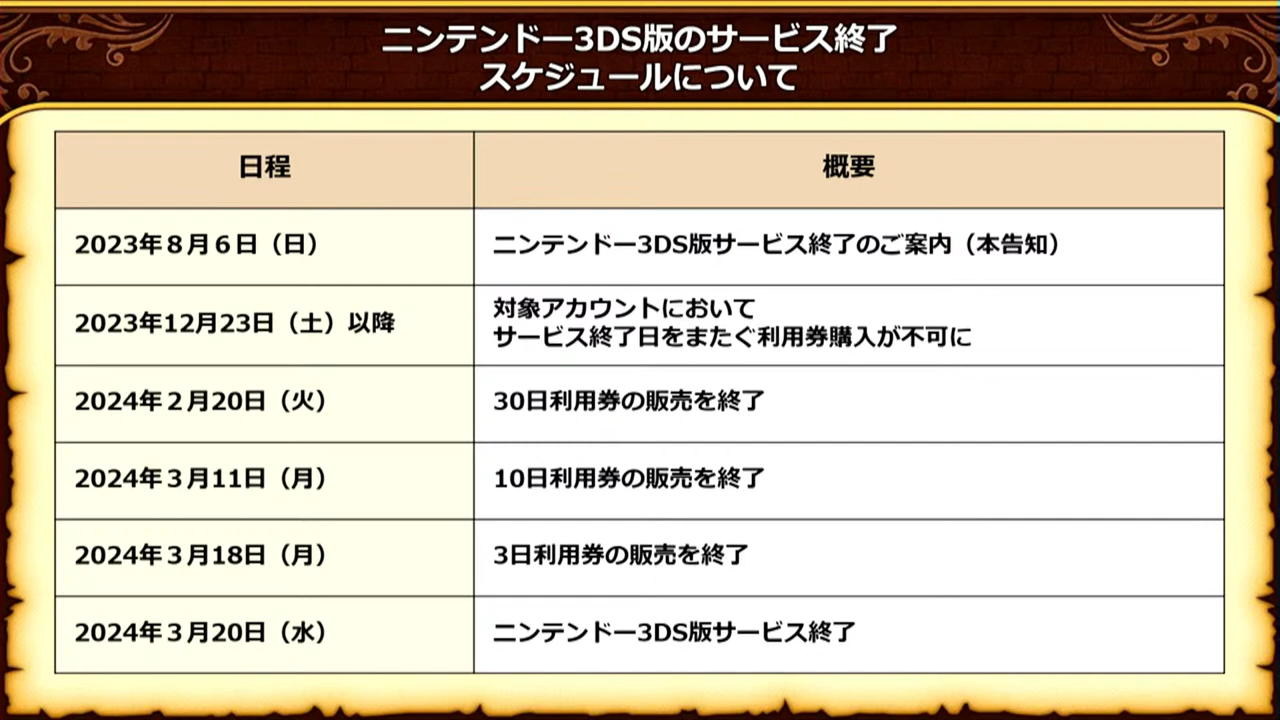 ニンテンドー3DS版のサービス終了
スケジュールについて
日程
概要
2023年８月６日（日）
ニンテンドー3DS版サービス終了のご案内（本告知）
2023年12月23日（土）以降
対象アカウントにおいて
サービス終了日をまたぐ利用券購入が不可に
2024年２月20日（火）
30日利用券の販売を終了
2024年３月11日（月）
10日利用券の販売を終了
2024年３月18日（月）
3日利用券の販売を終了
2024年３月20日（水）
ニンテンドー3DS版サービス終了